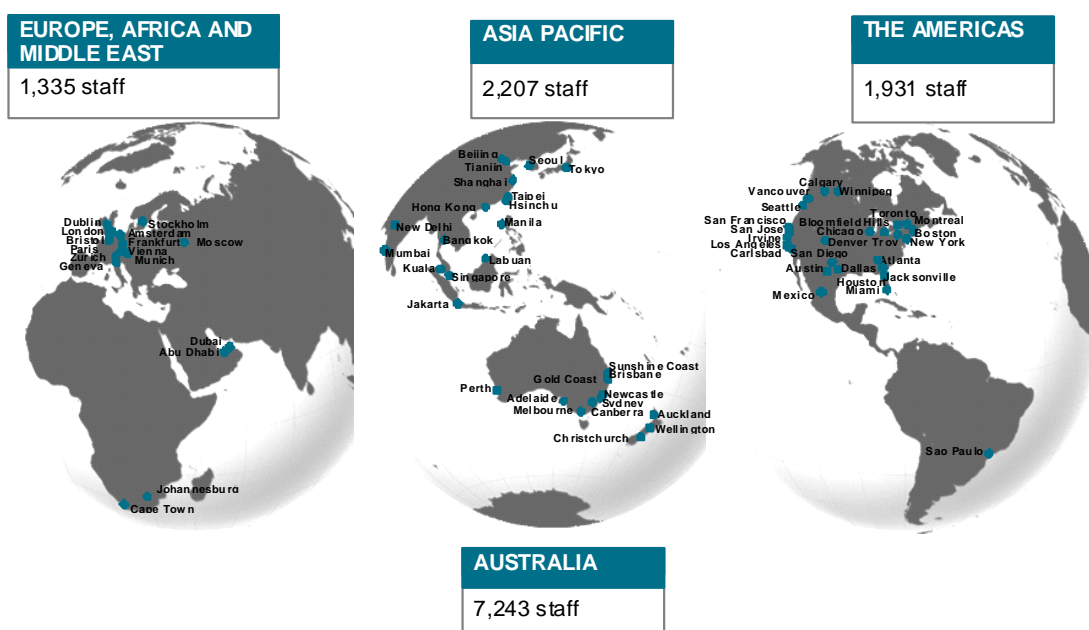 EUROPE, AFRICA AND
MIDDLE EAST
1,335 staff
ASIA PACIFIC
2,207 staff
THE AMERICAS
1,931 staff
Dublin
London
Bristol
Paris
Zurich
Geneva
Stockholm
Amsterdam
Frankfurt
Moscow
Vienna
Munich
Dubai
Abu Dhabi
Johannesburg
Cape Town
Beijing
Tianjin
Seoul
Tokyo
Shanghai
Taipei
Hsinchu
Hong Kong
Manila
New Delhi
Bangkok
Mumbai
Labuan
Kuala
Singapore
Jakarta
Sunshine Coast
Brisbane
Gold Coast
Perth
Newcastle
Adelaide
Sydney
Melbourne
Canberra
Auckland
Wellington
Christchurch
Calgary
Vancouver
Winnipeg
Seattle
Toronto
San Francisco
Bloomfield Hills
Montreal
San Jose
Chicago
Boston
Irvine
Denver
Troy
New York
Los Angeles
Carlsbad
San Diego
Atlanta
Austin
Dallas
Houston
Jacksonville
Miami
Mexico
Sao Paulo
AUSTRALIA
7,243 staff